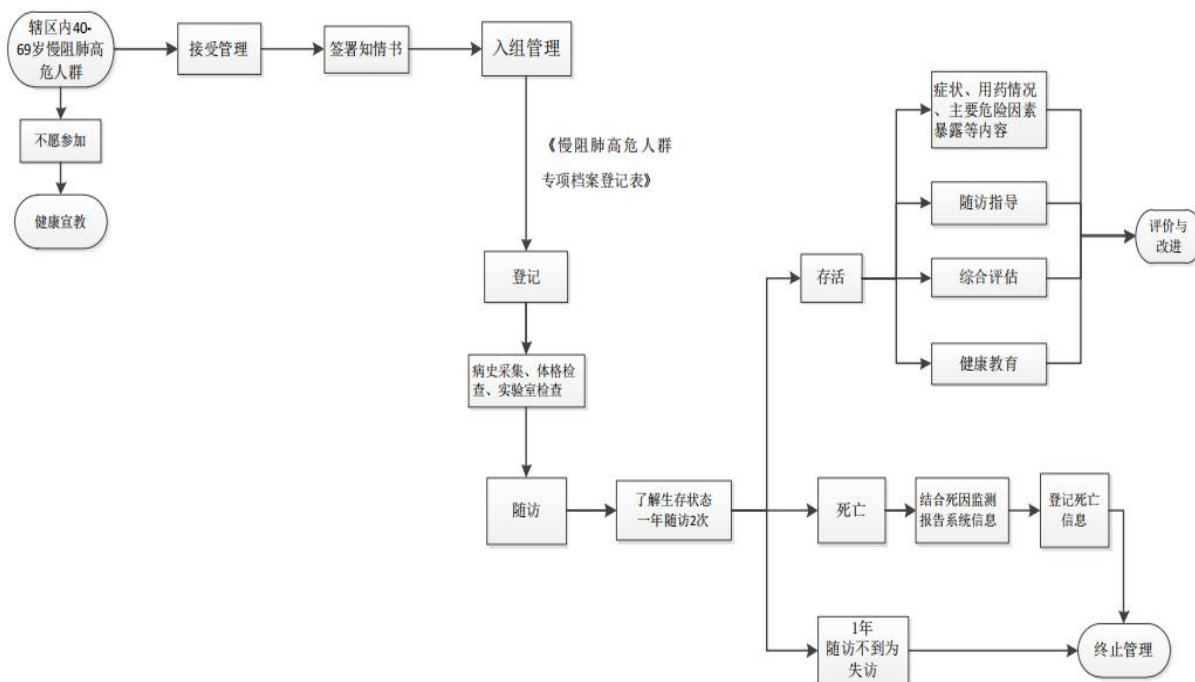 辖区内40-
69岁慢阻肺高
危人群
接受管理
签署知情书
入组管理
不愿参加
健康宣教
《慢阻肺高危人群
专项档案登记表》
登记
病史采集、体格检
查、实验室检查
随访
了解生存状态
一年随访2次
存活
症状、用药情况
、主要危险因素
暴露等内容
随访指导
综合评估
健康教育
评价与
改进
死亡
结合死因监测
报告系统信息
登记死亡
信息
1年
随访不到为
失访
终止管理